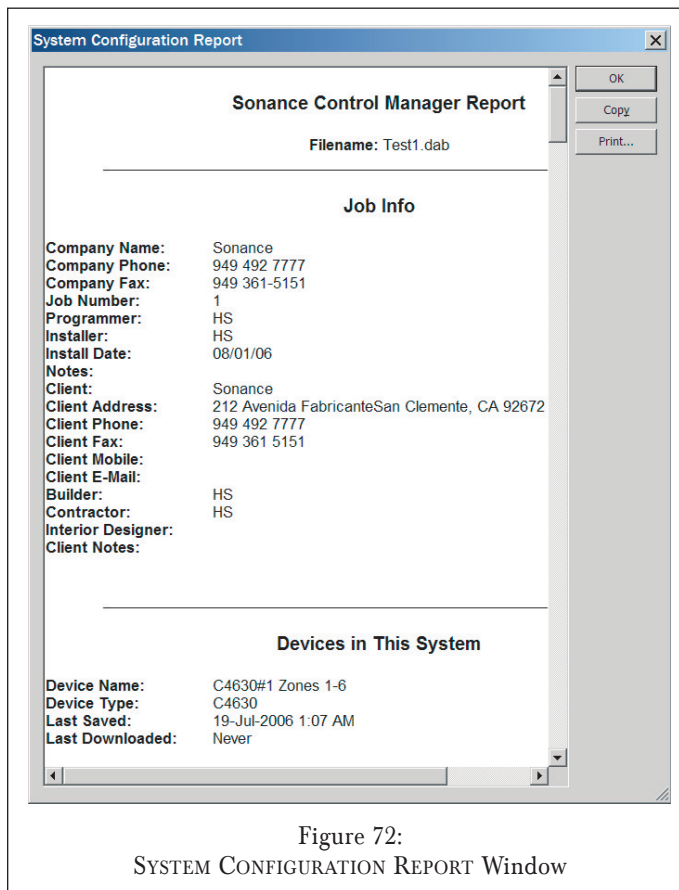 System Configuration Report
OK
Copy
Print...
Sonance Control Manager Report
Filename: Test1.dab
Job Info
Company Name: Sonance
Company Phone: 949 492 7777
Company Fax: 949 361-5151
Job Number: 1
Programmer: HS
Installer: HS
Install Date: 08/01/06
Notes:
Client: Sonance
Client Address: 212 Avenida FabricanteSan Clemente, CA 92672
Client Phone: 949 492 7777
Client Fax: 949 361 5151
Client Mobile:
Client E-Mail:
Builder: HS
Contractor: HS
Interior Designer:
Client Notes:
Devices in This System
Device Name: C4630#1 Zones 1-6
Device Type: C4630
Last Saved: 19-Jul-2006 1:07 AM
Last Downloaded: Never
Figure 72:
SYSTEM CONFIGURATION REPORT Window